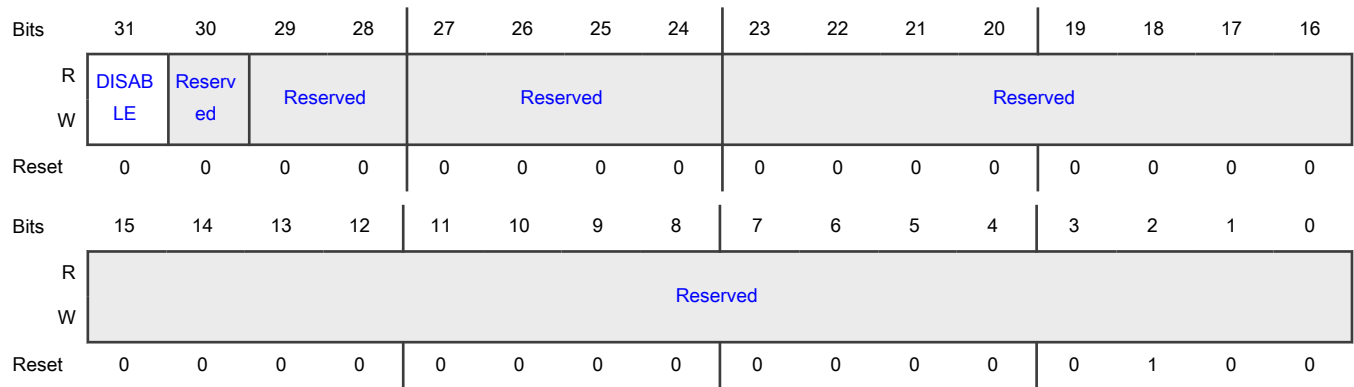 Bits 31 30 29 28 27 26 25 24 23 22 21 20 19 18 17 16
R
DISAB Reserv Reserved Reserved Reserved
LE ed
W
Reset 0 0 0 0 0 0 0 0 0 0 0 0 0 0 0 0
Bits 15 14 13 12 11 10 9 8 7 6 5 4 3 2 1 0
R
Reserved
W
Reset 0 0 0 0 0 0 0 0 0 0 0 0 0 1 0 0